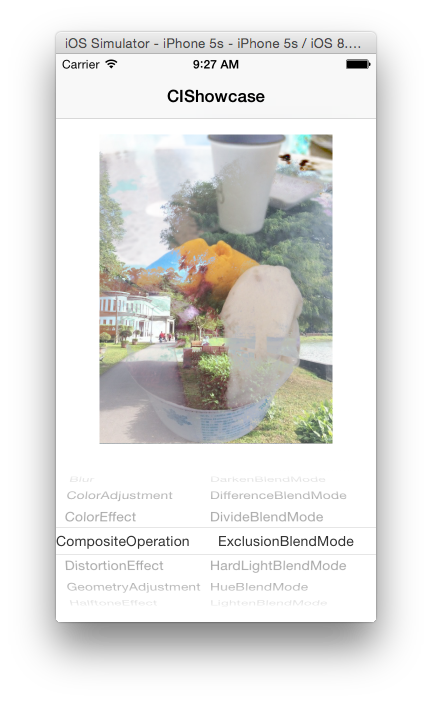 iOS Simulator - iPhone 5s - iPhone 5s / iOS 8....
Carrier 9:27 AM
CIShowcase
Blur DarkenBlendMode
ColorAdjustment DifferenceBlendMode
ColorEffect DivideBlendMode
CompositeOperation ExclusionBlendMode
DistortionEffect HardLightBlendMode
GeometryAdjustment HueBlendMode
HalftoneEffect LightenBlendMode